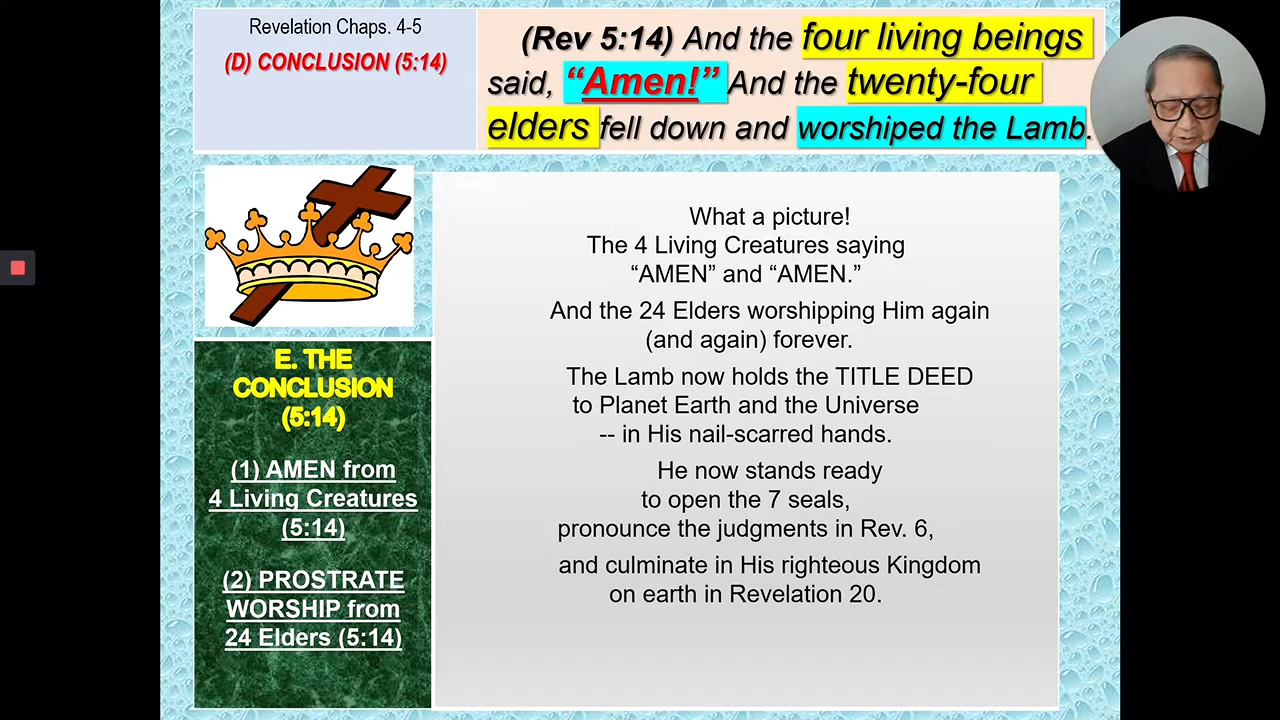 Revelation Chaps. 4-5
(D) CONCLUSION (5:14)
(Rev 5:14) And the four living beings
said, “Amen!” And the twenty-four
elders fell down and worshiped the Lamb.
E. THE
CONCLUSION
(5:14)
(1) AMEN from
4 Living Creatures
(5:14)
(2) PROSTRATE
WORSHIP from
24 Elders (5:14)
What a picture!
The 4 Living Creatures saying
“AMEN” and “AMEN.”
And the 24 Elders worshipping Him again
(and again) forever.
The Lamb now holds the TITLE DEED
to Planet Earth and the Universe
-- in His nail-scarred hands.
He now stands ready
to open the 7 seals,
pronounce the judgments in Rev. 6,
and culminate in His righteous Kingdom
on earth in Revelation 20.